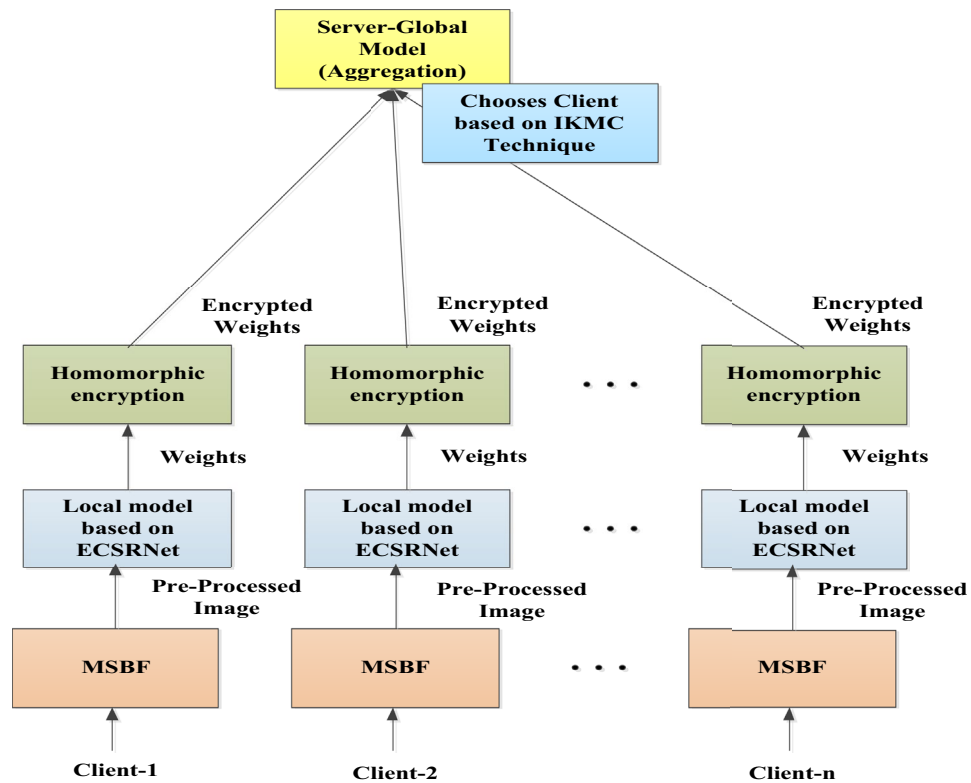 Server-Global
Model
(Aggregation)
Chooses Client
based on IKMC
Technique
Encrypted
Weights
Encrypted
Weights
Encrypted
Weights
Homomorphic
encryption
Homomorphic
encryption
. . .
Homomorphic
encryption
Weights
Weights
Weights
Local model
based on
ECSRNet
Local model
based on
ECSRNet
. . .
Local model
based on
ECSRNet
Pre-Processed
Image
Pre-Processed
Image
Pre-Processed
Image
MSBF
MSBF
. . .
MSBF
Client-1
Client-2
Client-n